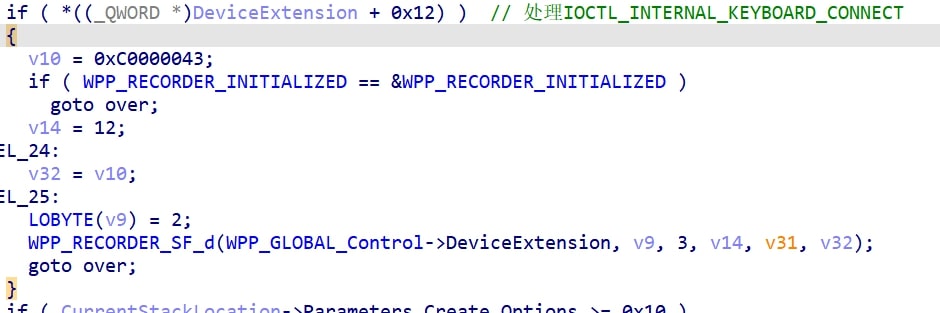 if ( *((_QWORD *)DeviceExtension + 0x12) )  // 处理IOCTL_INTERNAL_KEYBOARD_CONNECT
{
v10 = 0xC0000043;
if ( WPP_RECORDER_INITIALIZED == &WPP_RECORDER_INITIALIZED )
goto over;
v14 = 12;
EL_24:
v32 = v10;
EL_25:
LOBYTE(v9) = 2;
WPP_RECORDER_SF_d(WPP_GLOBAL_Control->DeviceExtension, v9, 3, v14, v31, v32);
goto over;
}
if ( CurrentStackLocation->Parameters.Create.Options >= 0x10 )